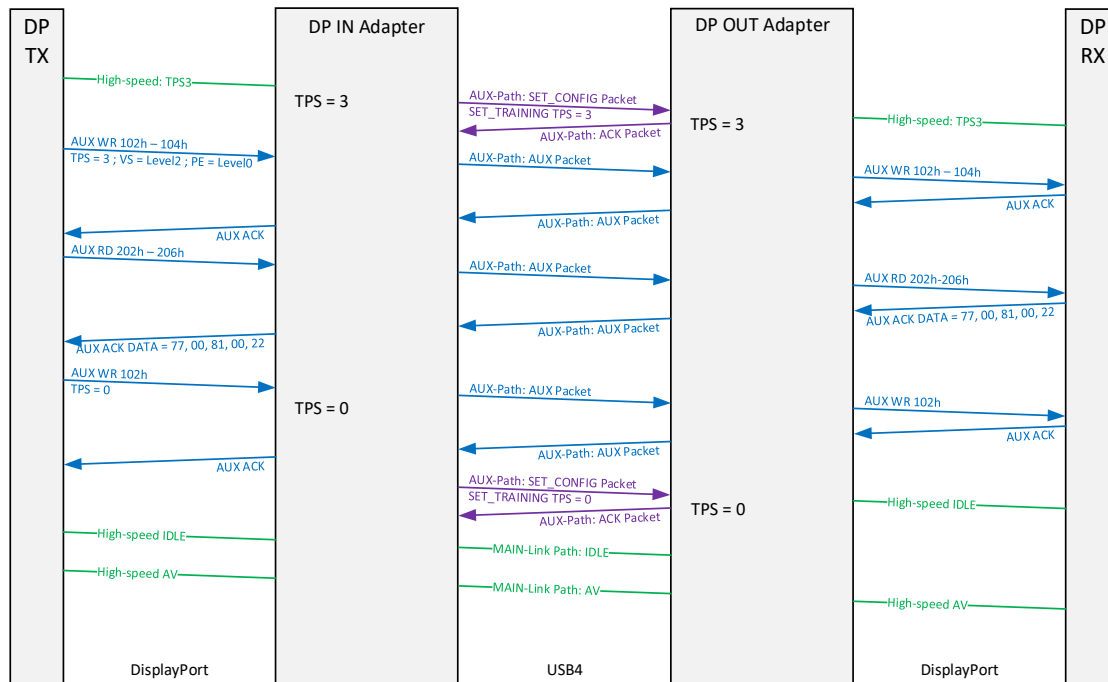 DP
TX
DP IN Adapter
DP OUT Adapter
DP
RX
High-speed: TPS3
TPS = 3
AUX-Path: SET_CONFIG Packet
SET_TRAINING TPS = 3
AUX-Path: ACK Packet
TPS = 3
High-speed: TPS3
AUX WR 102h – 104h
TPS = 3 ; VS = Level2 ; PE = Level0
AUX-Path: AUX Packet
AUX WR 102h – 104h
AUX ACK
AUX-Path: AUX Packet
AUX ACK
AUX RD 202h – 206h
AUX-Path: AUX Packet
AUX RD 202h-206h
AUX ACK DATA = 77, 00, 81, 00, 22
AUX-Path: AUX Packet
AUX ACK DATA = 77, 00, 81, 00, 22
AUX WR 102h
TPS = 0
TPS = 0
AUX-Path: AUX Packet
AUX WR 102h
AUX ACK
AUX-Path: AUX Packet
AUX ACK
AUX-Path: SET_CONFIG Packet
SET_TRAINING TPS = 0
AUX-Path: ACK Packet
TPS = 0
High-speed IDLE
High-speed IDLE
MAIN-Link Path: IDLE
High-speed AV
MAIN-Link Path: AV
High-speed AV
DisplayPort
USB4
DisplayPort